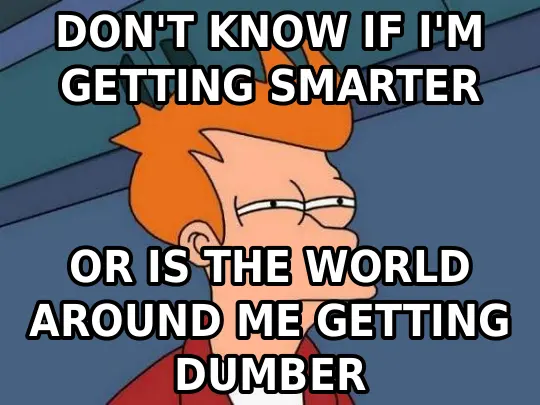 DON'T KNOW IF I'M
GETTING SMARTER
OR IS THE WORLD
AROUND ME GETTING
DUMBER